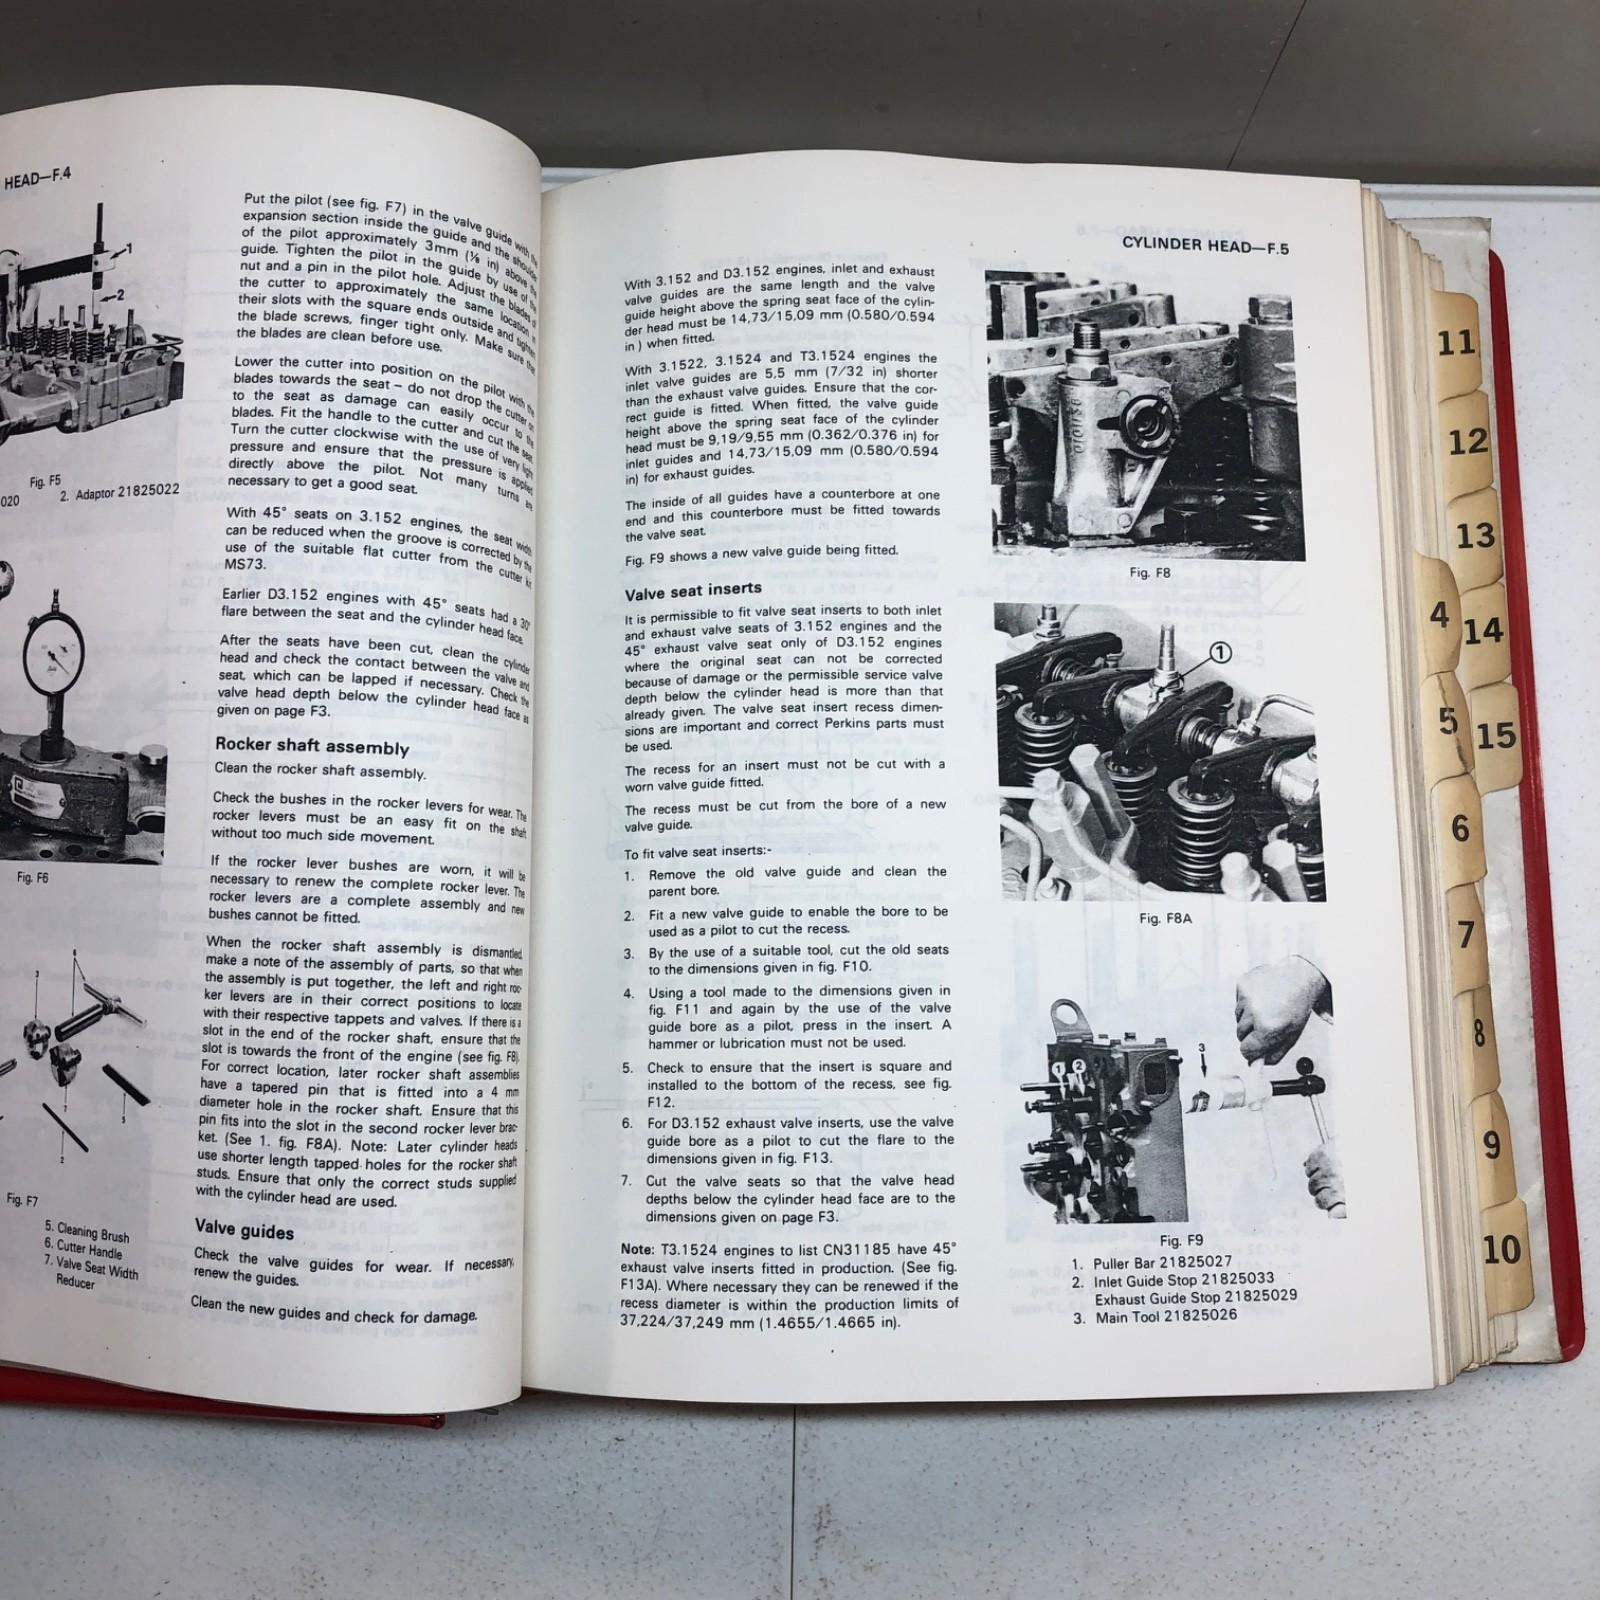 HEAD—F.4
1
2
Fig. F5
020 2. Adaptor 21825022
Fig. F6
3
6
7
5
2
Fig. F7
5. Cleaning Brush
6. Cutter Handle
7. Valve Seat Width
Reducer
Put the pilot (see fig. F7) in the valve guide with the
expansion section inside the guide and the shoulder
of the pilot approximately 3mm (⅛ in) above the
guide. Tighten the pilot in the guide by use of the
nut and a pin in the pilot hole. Adjust the blades of
the cutter to approximately the same location in
their slots with the square ends outside and tighten
the blade screws, finger tight only. Make sure that
the blades are clean before use.
Lower the cutter into position on the pilot with the
blades towards the seat – do not drop the cutter on
to the seat as damage can easily occur to the
blades. Fit the handle to the cutter and cut the seat.
Turn the cutter clockwise with the use of very light
pressure and ensure that the pressure is applied
directly above the pilot. Not many turns are
necessary to get a good seat.
With 45° seats on 3.152 engines, the seat width
can be reduced when the groove is corrected by the
use of the suitable flat cutter from the cutter kit
MS73.
Earlier D3.152 engines with 45° seats had a 30°
flare between the seat and the cylinder head face.
After the seats have been cut, clean the cylinder
head and check the contact between the valve and
seat, which can be lapped if necessary. Check the
valve head depth below the cylinder head face as
given on page F3.
Rocker shaft assembly
Clean the rocker shaft assembly.
Check the bushes in the rocker levers for wear. The
rocker levers must be an easy fit on the shaft
without too much side movement.
If the rocker lever bushes are worn, it will be
necessary to renew the complete rocker lever. The
rocker levers are a complete assembly and new
bushes cannot be fitted.
When the rocker shaft assembly is dismantled,
make a note of the assembly of parts, so that when
the assembly is put together, the left and right roc-
ker levers are in their correct positions to locate
with their respective tappets and valves. If there is a
slot in the end of the rocker shaft, ensure that the
slot is towards the front of the engine (see fig. F8).
For correct location, later rocker shaft assemblies
have a tapered pin that is fitted into a 4 mm
diameter hole in the rocker shaft. Ensure that this
pin fits into the slot in the second rocker lever brac-
ket. (See 1. fig. F8A). Note: Later cylinder heads
use shorter length tapped holes for the rocker shaft
studs. Ensure that only the correct studs supplied
with the cylinder head are used.
Valve guides
Check the valve guides for wear. If necessary,
renew the guides.
Clean the new guides and check for damage.
CYLINDER HEAD—F.5
With 3.152 and D3.152 engines, inlet and exhaust
valve guides are the same length and the valve
guide height above the spring seat face of the cylin-
der head must be 14,73/15,09 mm (0.580/0.594
in ) when fitted.
With 3.1522, 3.1524 and T3.1524 engines the
inlet valve guides are 5,5 mm (7/32 in) shorter
than the exhaust valve guides. Ensure that the cor-
rect guide is fitted. When fitted, the valve guide
height above the spring seat face of the cylinder
head must be 9,19/9,55 mm (0.362/0.376 in) for
inlet guides and 14,73/15,09 mm (0.580/0.594
in) for exhaust guides.
The inside of all guides have a counterbore at one
end and this counterbore must be fitted towards
the valve seat.
Fig. F9 shows a new valve guide being fitted.
Valve seat inserts
It is permissible to fit valve seat inserts to both inlet
and exhaust valve seats of 3.152 engines and the
45° exhaust valve seat only of D3.152 engines
where the original seat can not be corrected
because of damage or the permissible service valve
depth below the cylinder head is more than that
already given. The valve seat insert recess dimen-
sions are important and correct Perkins parts must
be used.
The recess for an insert must not be cut with a
worn valve guide fitted.
The recess must be cut from the bore of a new
valve guide.
To fit valve seat inserts:-
1. Remove the old valve guide and clean the
parent bore.
2. Fit a new valve guide to enable the bore to be
used as a pilot to cut the recess.
3. By the use of a suitable tool, cut the old seats
to the dimensions given in fig. F10.
4. Using a tool made to the dimensions given in
fig. F11 and again by the use of the valve
guide bore as a pilot, press in the insert. A
hammer or lubrication must not be used.
5. Check to ensure that the insert is square and
installed to the bottom of the recess, see fig.
F12.
6. For D3.152 exhaust valve inserts, use the valve
guide bore as a pilot to cut the flare to the
dimensions given in fig. F13.
7. Cut the valve seats so that the valve head
depths below the cylinder head face are to the
dimensions given on page F3.
Note: T3.1524 engines to list CN31185 have 45°
exhaust valve inserts fitted in production. (See fig.
F13A). Where necessary they can be renewed if the
recess diameter is within the production limits of
37,224/37,249 mm (1.4655/1.4665 in).
Fig. F8
1
Fig. F8A
1 2
3
Fig. F9
1. Puller Bar 21825027
2. Inlet Guide Stop 21825033
Exhaust Guide Stop 21825029
3. Main Tool 21825026
11
12
13
4
14
5
15
6
7
8
9
10